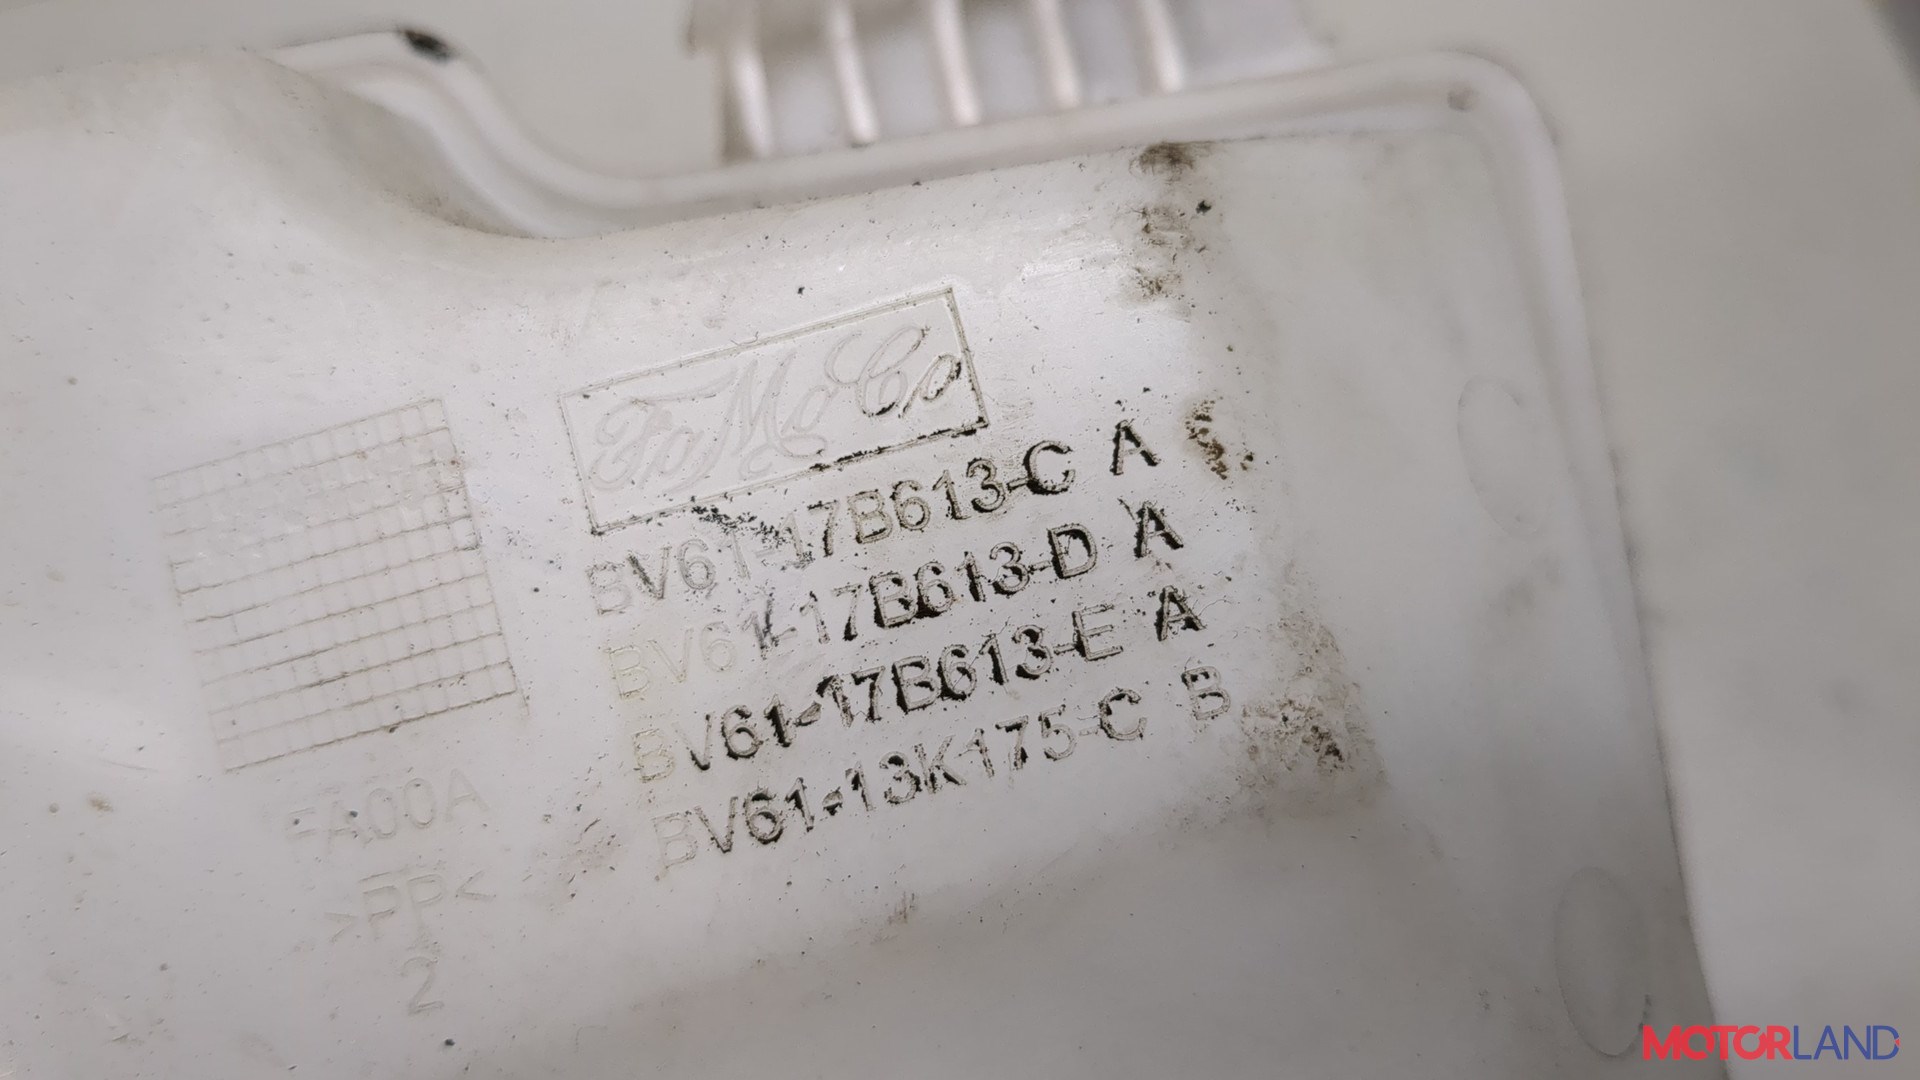 FoMoCo
BV61-17B613-C A
BV61-17B613-D A
BV61-17B613-E A
BV61-13K175-C B
FA00A
>PP<
2
MOTORLAND